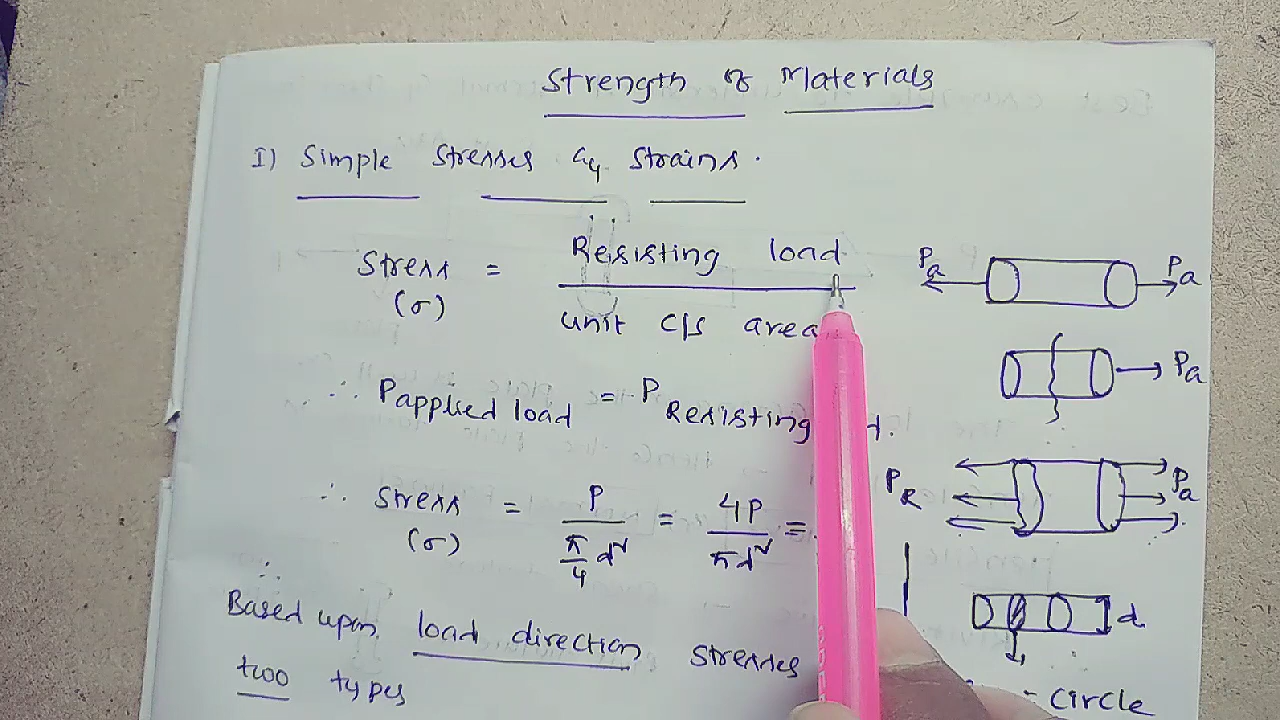 Strength of Materials
I) Simple Stresses & Strains.
Stress (σ) = Resisting load / unit c/s area
∴ P applied load = P Resisting
∴ Stress (σ) = P / π/4 d² = 4P / πd² =
Based upon load direction stresses
two types
Pa Pa
Pa
PR Pa
d
- Circle